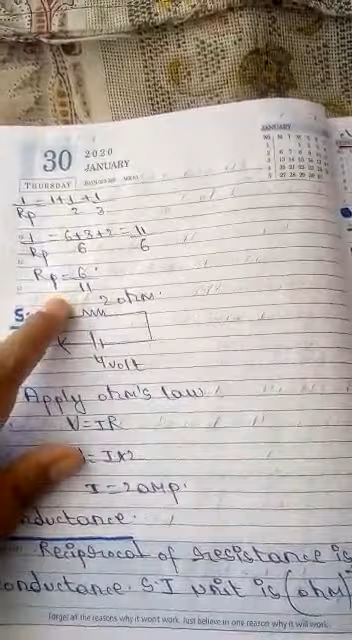 30 2020 JANUARY
THURSDAY
JANUARY
1/Rp = 1+1/2+1/3
1/Rp = 6+3+2/6 = 11/6
Rp = 6/11
2 ohm.
4 volt
Apply ohm's law
V=IR
= I×2
I = 2 amp.
nductance.
Reciprocal of resistance is
onductance. S.I unit is (ohm)
Forget all the reasons why it won't work. Just believe in one reason why it will work.